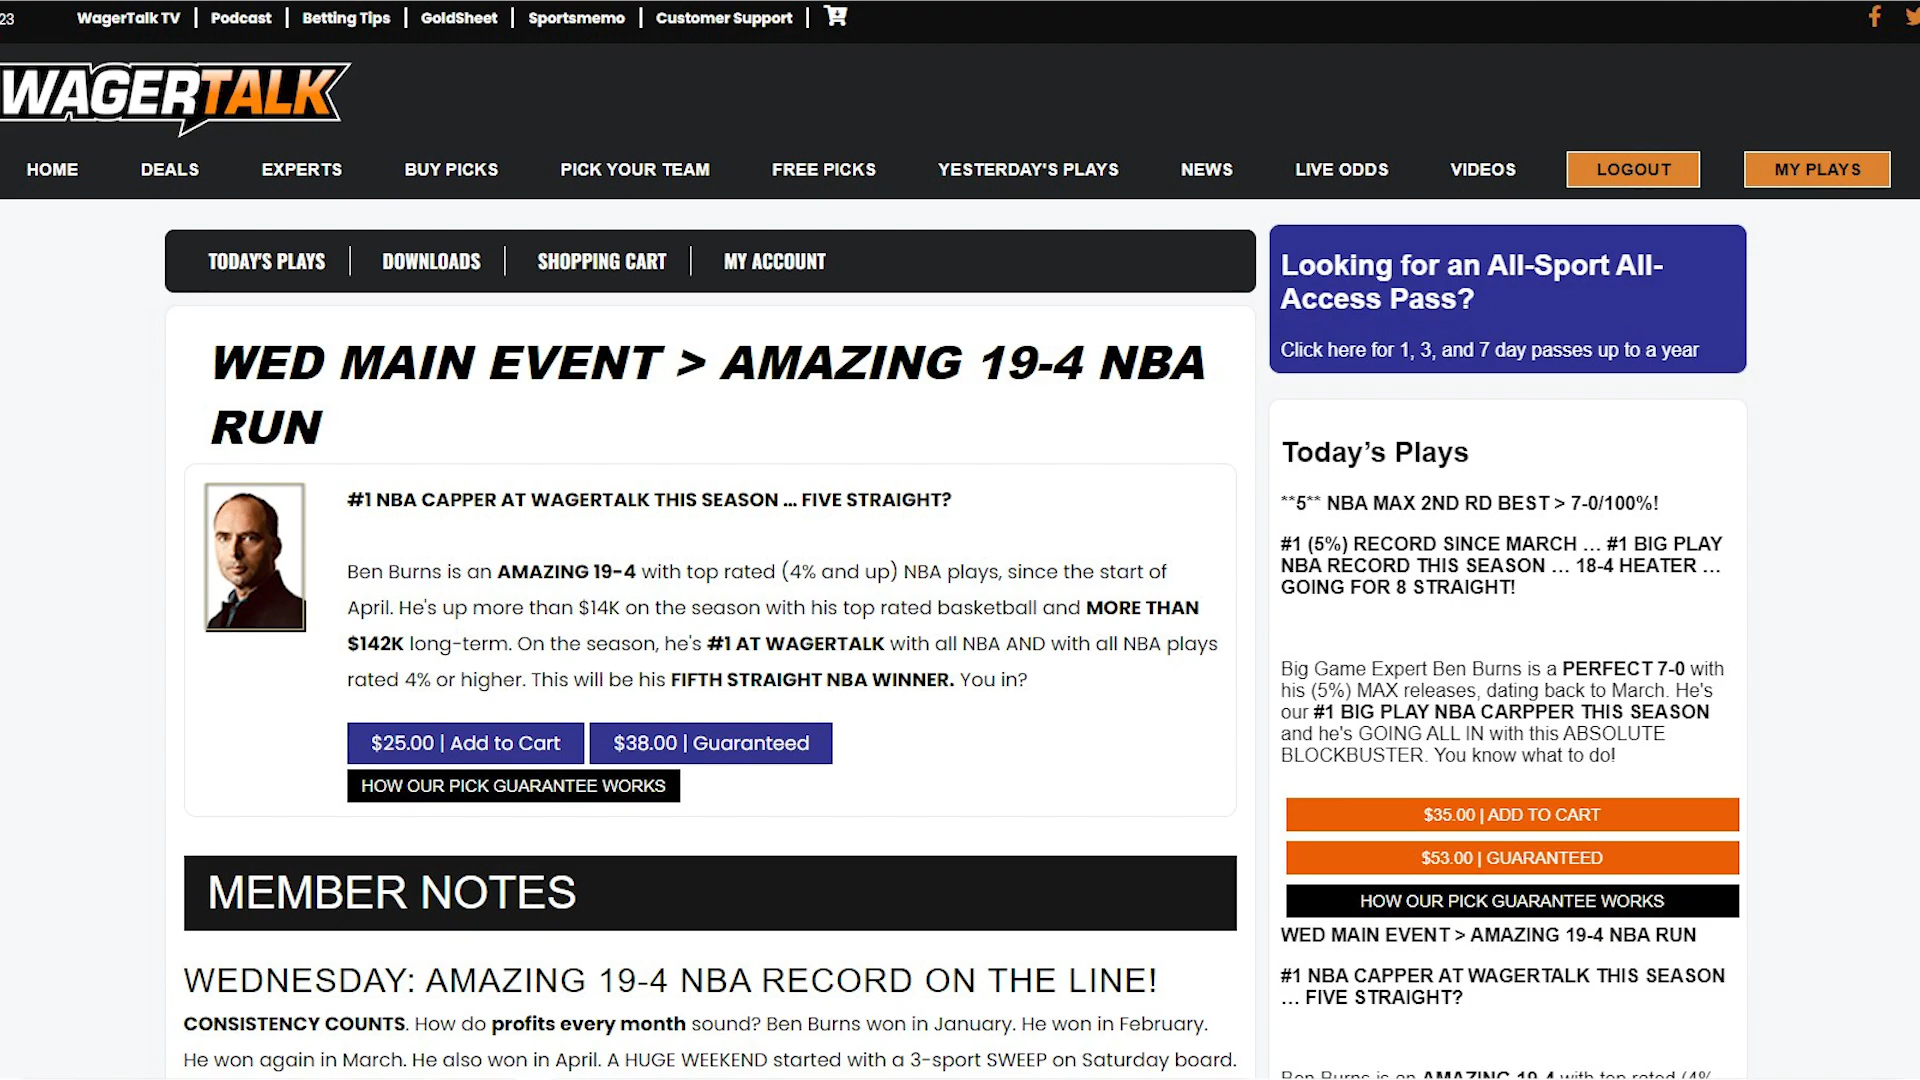 23
WagerTalk TV | Podcast | Betting Tips | GoldSheet | Sportsmemo | Customer Support |
WAGERTALK
HOME DEALS EXPERTS BUY PICKS PICK YOUR TEAM FREE PICKS YESTERDAY'S PLAYS NEWS LIVE ODDS VIDEOS LOGOUT MY PLAYS
TODAY'S PLAYS | DOWNLOADS | SHOPPING CART | MY ACCOUNT
WED MAIN EVENT > AMAZING 19-4 NBA
RUN
#1 NBA CAPPER AT WAGERTALK THIS SEASON ... FIVE STRAIGHT?
Ben Burns is an AMAZING 19-4 with top rated (4% and up) NBA plays, since the start of
April. He's up more than $14K on the season with his top rated basketball and MORE THAN
$142K long-term. On the season, he's #1 AT WAGERTALK with all NBA AND with all NBA plays
rated 4% or higher. This will be his FIFTH STRAIGHT NBA WINNER. You in?
$25.00 | Add to Cart $38.00 | Guaranteed
HOW OUR PICK GUARANTEE WORKS
MEMBER NOTES
WEDNESDAY: AMAZING 19-4 NBA RECORD ON THE LINE!
CONSISTENCY COUNTS. How do profits every month sound? Ben Burns won in January. He won in February.
He won again in March. He also won in April. A HUGE WEEKEND started with a 3-sport SWEEP on Saturday board.
Looking for an All-Sport All-
Access Pass?
Click here for 1, 3, and 7 day passes up to a year
Today's Plays
**5** NBA MAX 2ND RD BEST > 7-0/100%!
#1 (5%) RECORD SINCE MARCH ... #1 BIG PLAY
NBA RECORD THIS SEASON ... 18-4 HEATER ...
GOING FOR 8 STRAIGHT!
Big Game Expert Ben Burns is a PERFECT 7-0 with
his (5%) MAX releases, dating back to March. He's
our #1 BIG PLAY NBA CARPPER THIS SEASON
and he's GOING ALL IN with this ABSOLUTE
BLOCKBUSTER. You know what to do!
$35.00 | ADD TO CART
$53.00 | GUARANTEED
HOW OUR PICK GUARANTEE WORKS
WED MAIN EVENT > AMAZING 19-4 NBA RUN
#1 NBA CAPPER AT WAGERTALK THIS SEASON
... FIVE STRAIGHT?
Ben Burns is an AMAZING 19-4 with top rated (4%